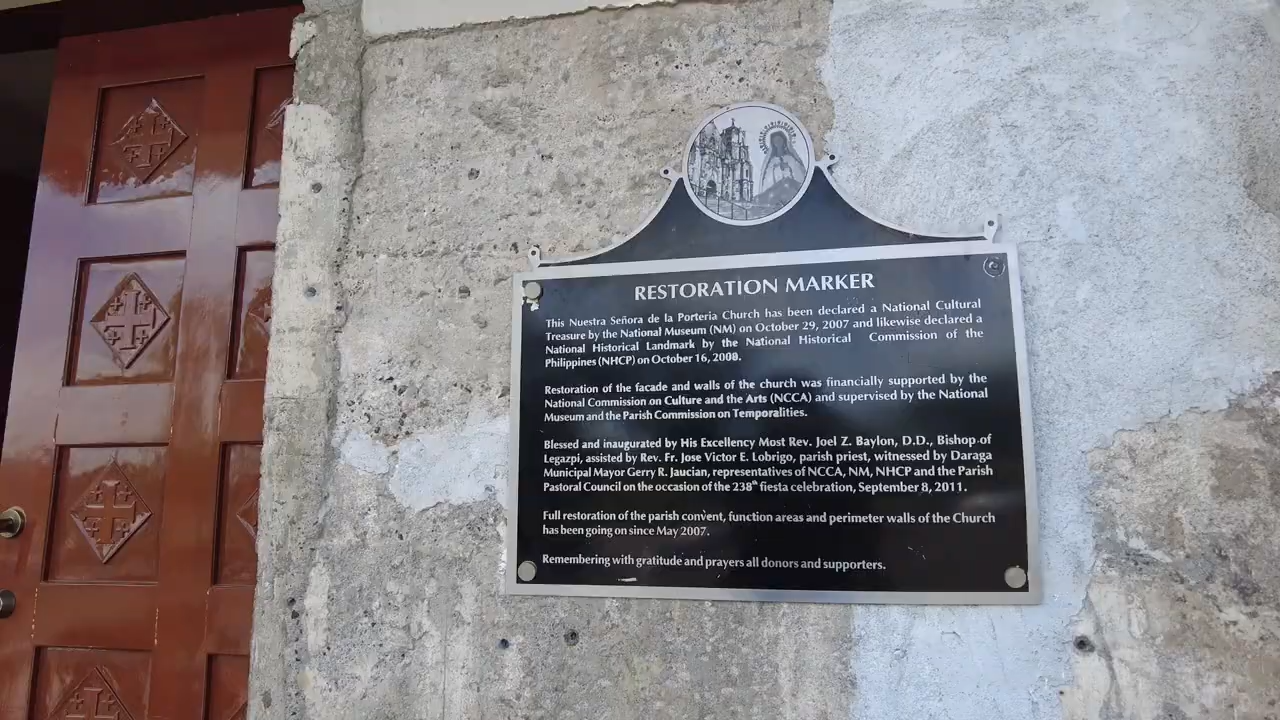 RESTORATION MARKER
This Nuestra Señora de la Porteria Church has been declared a National Cultural
Treasure by the National Museum (NM) on October 29, 2007 and likewise declared a
National Historical Landmark by the National Historical Commission of the
Philippines (NHCP) on October 16, 2008.
Restoration of the facade and walls of the church was financially supported by the
National Commission on Culture and the Arts (NCCA) and supervised by the National
Museum and the Parish Commission on Temporalities.
Blessed and inaugurated by His Excellency Most Rev. Joel Z. Baylon, D.D., Bishop of
Legazpi, assisted by Rev. Fr. Jose Victor E. Lobrigo, parish priest, witnessed by Daraga
Municipal Mayor Gerry R. Jaucian, representatives of NCCA, NM, NHCP and the Parish
Pastoral Council on the occasion of the 238th fiesta celebration, September 8, 2011.
Full restoration of the parish convent, function areas and perimeter walls of the Church
has been going on since May 2007.
Remembering with gratitude and prayers all donors and supporters.